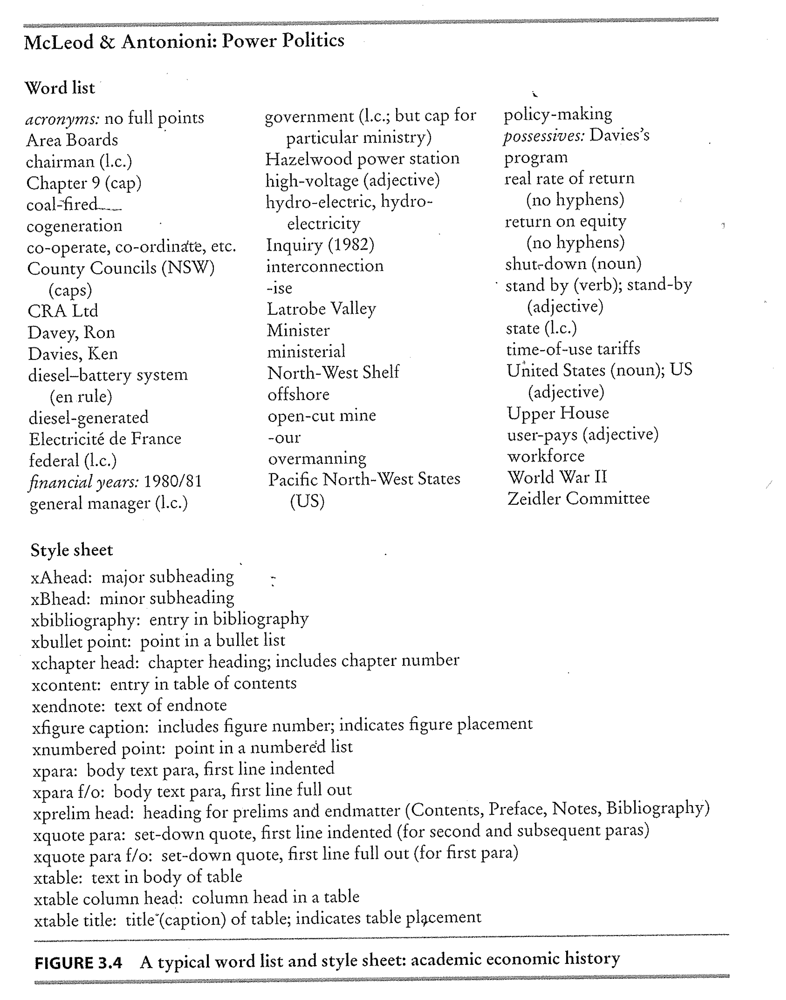 McLeod & Antonioni: Power Politics
Word list
acronyms: no full points
Area Boards
chairman (l.c.)
Chapter 9 (cap)
coal-fired
cogeneration
co-operate, co-ordinate, etc.
County Councils (NSW)
(caps)
CRA Ltd
Davey, Ron
Davies, Ken
diesel–battery system
(en rule)
diesel-generated
Electricité de France
federal (l.c.)
financial years: 1980/81
general manager (l.c.)
government (l.c.; but cap for
particular ministry)
Hazelwood power station
high-voltage (adjective)
hydro-electric, hydro-
electricity
Inquiry (1982)
interconnection
-ise
Latrobe Valley
Minister
ministerial
North-West Shelf
offshore
open-cut mine
-our
overmanning
Pacific North-West States
(US)
policy-making
possessives: Davies's
program
real rate of return
(no hyphens)
return on equity
(no hyphens)
shut-down (noun)
stand by (verb); stand-by
(adjective)
state (l.c.)
time-of-use tariffs
United States (noun); US
(adjective)
Upper House
user-pays (adjective)
workforce
World War II
Zeidler Committee
Style sheet
xAhead: major subheading
xBhead: minor subheading
xbibliography: entry in bibliography
xbullet point: point in a bullet list
xchapter head: chapter heading; includes chapter number
xcontent: entry in table of contents
xendnote: text of endnote
xfigure caption: includes figure number; indicates figure placement
xnumbered point: point in a numbered list
xpara: body text para, first line indented
xpara f/o: body text para, first line full out
xprelim head: heading for prelims and endmatter (Contents, Preface, Notes, Bibliography)
xquote para: set-down quote, first line indented (for second and subsequent paras)
xquote para f/o: set-down quote, first line full out (for first para)
xtable: text in body of table
xtable column head: column head in a table
xtable title: title (caption) of table; indicates table placement
FIGURE 3.4 A typical word list and style sheet: academic economic history